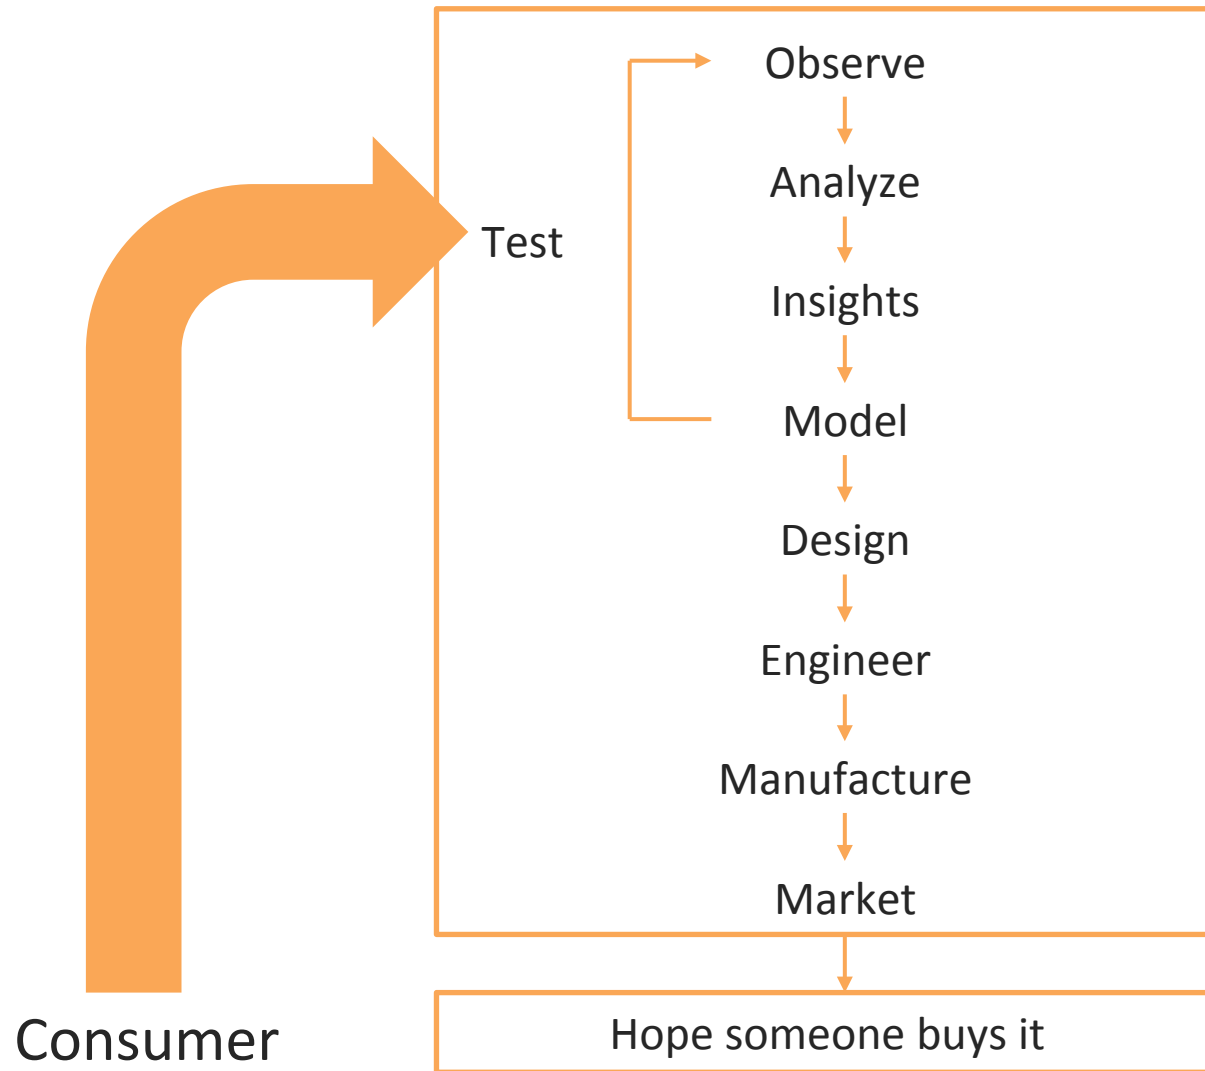 Observe
Analyze
Test
Insights
Model
Design
Engineer
Manufacture
Market
Hope someone buys it
Consumer